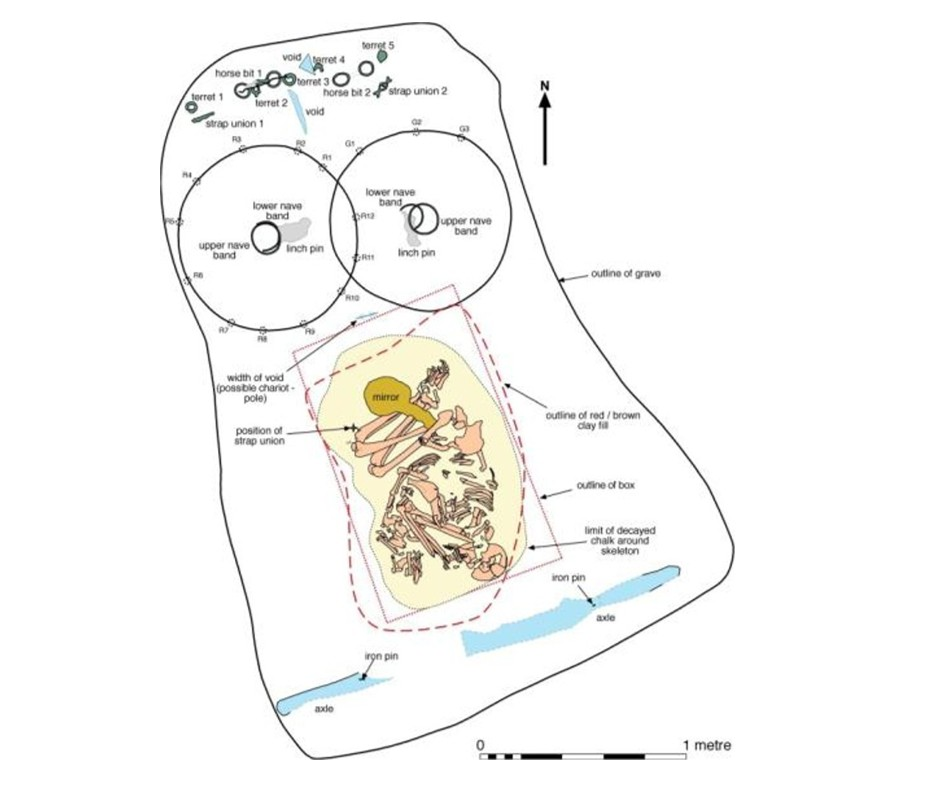 terret 5
void
terret 4
horse bit 1
terret 3
horse bit 2
strap union 2
terret 1
terret 2
void
strap union 1
N
G2
G3
R3
R2
G1
R1
R4
lower nave
band
lower nave
band
R5
R12
upper nave
band
upper nave
band
linch pin
linch pin
R11
R6
outline of grave
R10
R7
R8
R9
width of void
(possible chariot -
pole)
mirror
outline of red / brown
clay fill
position of
strap union
outline of box
limit of decayed
chalk around
skeleton
iron pin
axle
iron pin
axle
0
1 metre